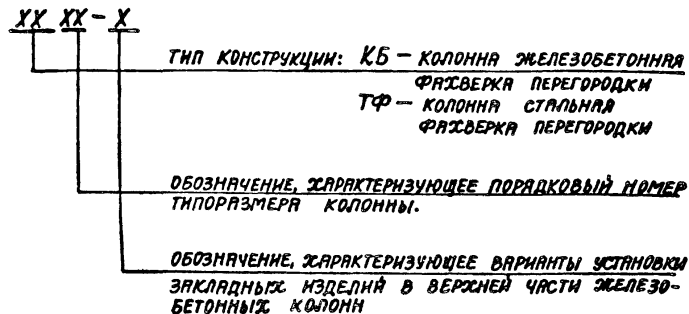 ХХ ХХ - Х
ТИП КОНСТРУКЦИИ: КБ - КОЛОННА ЖЕЛЕЗОБЕТОННАЯ
ФАХВЕРКА ПЕРЕГОРОДКИ
ТФ - КОЛОННА СТАЛЬНАЯ
ФАХВЕРКА ПЕРЕГОРОДКИ
ОБОЗНАЧЕНИЕ, ХАРАКТЕРИЗУЮЩЕЕ ПОРЯДКОВЫЙ НОМЕР
ТИПОРАЗМЕРА КОЛОННЫ.
ОБОЗНАЧЕНИЕ, ХАРАКТЕРИЗУЮЩЕЕ ВАРИАНТЫ УСТАНОВКИ
ЗАКЛАДНЫХ ИЗДЕЛИЙ В ВЕРХНЕЙ ЧАСТИ ЖЕЛЕЗО-
БЕТОННЫХ КОЛОНН